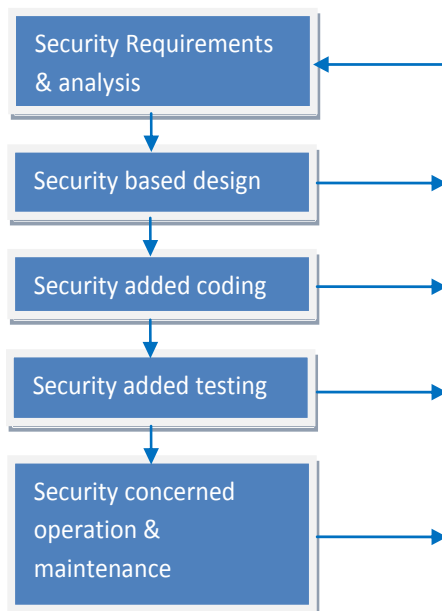 Security Requirements
& analysis
Security based design
Security added coding
Security added testing
Security concerned
operation &
maintenance